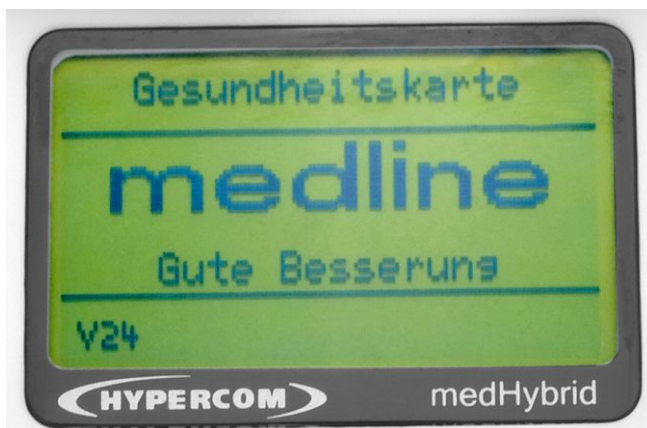 Gesundheitskarte
medline
Gute Besserung
V24
HYPERCOM medHybrid